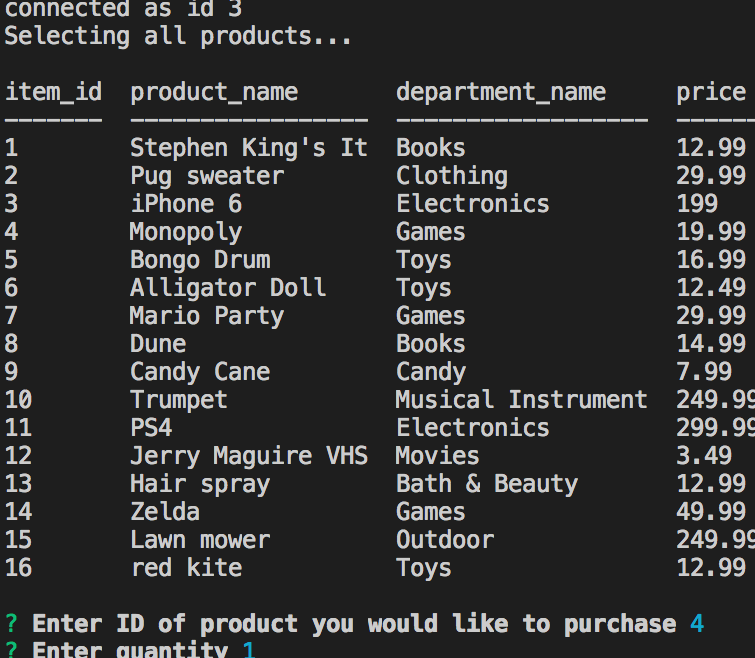 connected as id 3
Selecting all products...
item_id product_name department_name price
------- ----------------- ------------------ ------
1 Stephen King's It Books 12.99
2 Pug sweater Clothing 29.99
3 iPhone 6 Electronics 199
4 Monopoly Games 19.99
5 Bongo Drum Toys 16.99
6 Alligator Doll Toys 12.49
7 Mario Party Games 29.99
8 Dune Books 14.99
9 Candy Cane Candy 7.99
10 Trumpet Musical Instrument 249.99
11 PS4 Electronics 299.99
12 Jerry Maguire VHS Movies 3.49
13 Hair spray Bath & Beauty 12.99
14 Zelda Games 49.99
15 Lawn mower Outdoor 249.99
16 red kite Toys 12.99
? Enter ID of product you would like to purchase 4
? Enter quantity 1